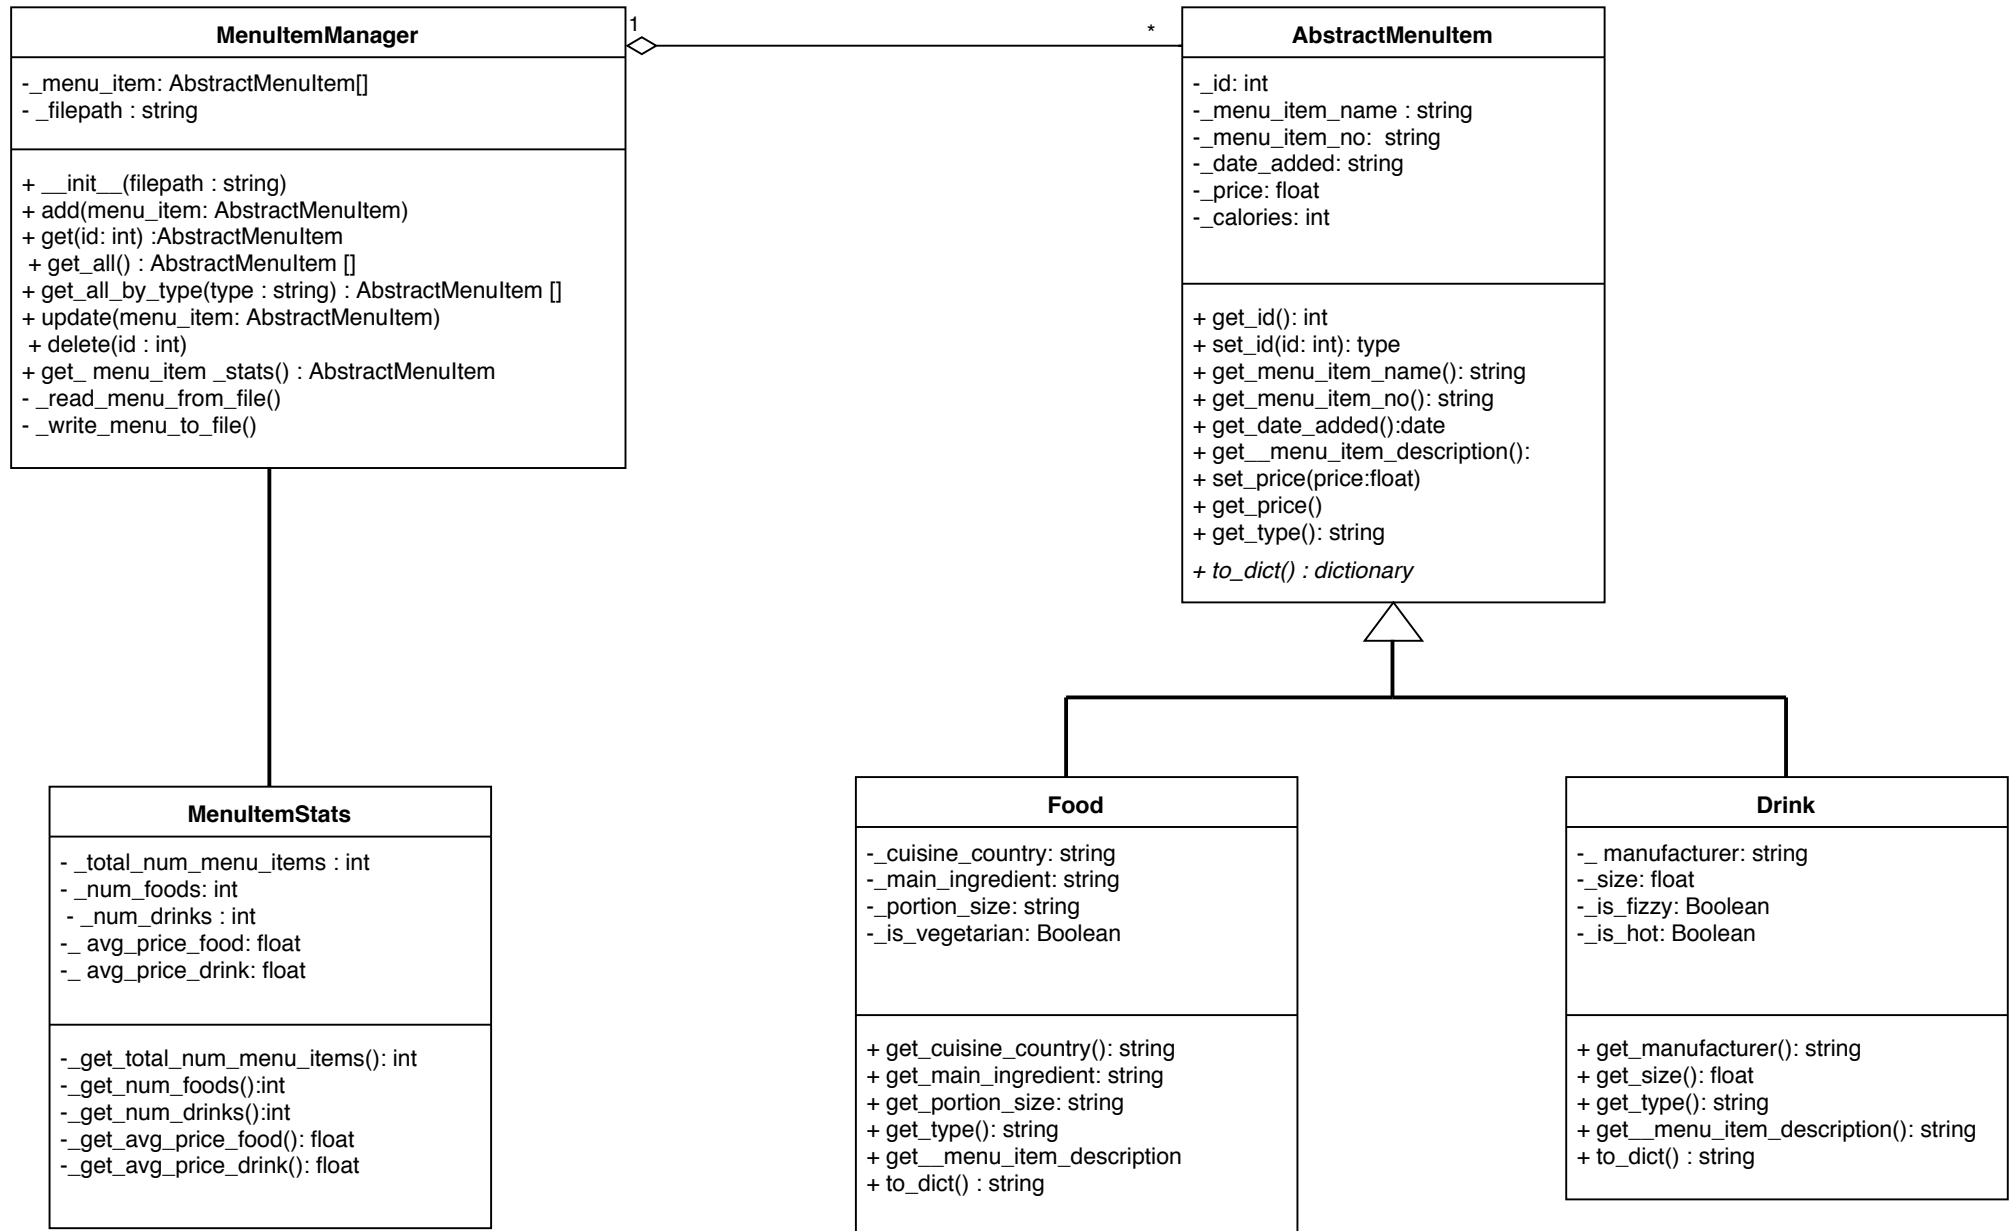 MenuItemManager
-_menu_item: AbstractMenuItem[]
- _filepath : string
+ __init__(filepath : string)
+ add(menu_item: AbstractMenuItem)
+ get(id: int) :AbstractMenuItem
+ get_all() : AbstractMenuItem []
+ get_all_by_type(type : string) : AbstractMenuItem []
+ update(menu_item: AbstractMenuItem)
+ delete(id : int)
+ get_ menu_item _stats() : AbstractMenuItem
- _read_menu_from_file()
- _write_menu_to_file()
1
*
AbstractMenuItem
-_id: int
-_menu_item_name : string
-_menu_item_no:  string
-_date_added: string
-_price: float
-_calories: int
+ get_id(): int
+ set_id(id: int): type
+ get_menu_item_name(): string
+ get_menu_item_no(): string
+ get_date_added():date
+ get__menu_item_description():
+ set_price(price:float)
+ get_price()
+ get_type(): string
+ to_dict() : dictionary
MenuItemStats
- _total_num_menu_items : int
- _num_foods: int
- _num_drinks : int
-_ avg_price_food: float
-_ avg_price_drink: float
-_get_total_num_menu_items(): int
-_get_num_foods():int
-_get_num_drinks():int
-_get_avg_price_food(): float
-_get_avg_price_drink(): float
Food
-_cuisine_country: string
-_main_ingredient: string
-_portion_size: string
-_is_vegetarian: Boolean
+ get_cuisine_country(): string
+ get_main_ingredient: string
+ get_portion_size: string
+ get_type(): string
+ get__menu_item_description
+ to_dict() : string
Drink
-_ manufacturer: string
-_size: float
-_is_fizzy: Boolean
-_is_hot: Boolean
+ get_manufacturer(): string
+ get_size(): float
+ get_type(): string
+ get__menu_item_description(): string
+ to_dict() : string